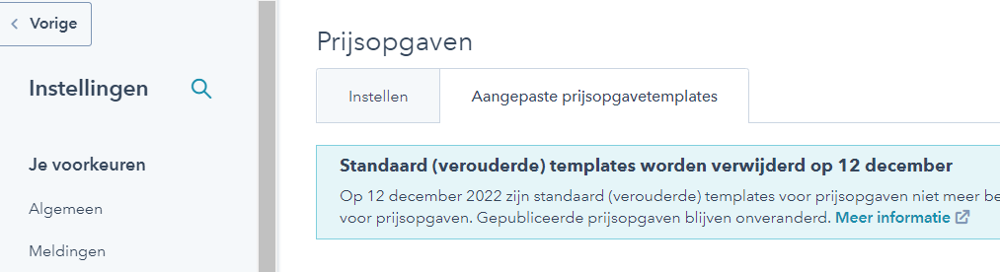 Vorige
Instellingen
Je voorkeuren
Algemeen
Meldingen
Prijsopgaven
Instellen
Aangepaste prijsopgavetemplates
Standaard (verouderde) templates worden verwijderd op 12 december
Op 12 december 2022 zijn standaard (verouderde) templates voor prijsopgaven niet meer
voor prijsopgaven. Gepubliceerde prijsopgaven blijven onveranderd. Meer informatie